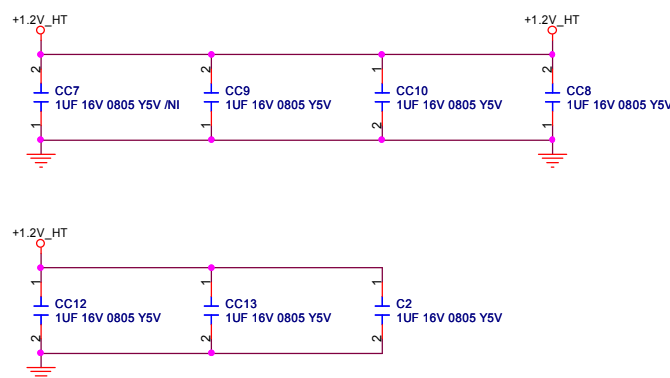 +1.2V_HT +1.2V_HT
2 2 1 2
CC7 CC9 CC10 CC8
1UF 16V 0805 Y5V /NI 1UF 16V 0805 Y5V 1UF 16V 0805 Y5V 1UF 16V 0805 Y5V
1 1 2 1
+1.2V_HT
1 1 1
CC12 CC13 C2
1UF 16V 0805 Y5V 1UF 16V 0805 Y5V 1UF 16V 0805 Y5V
2 2 2